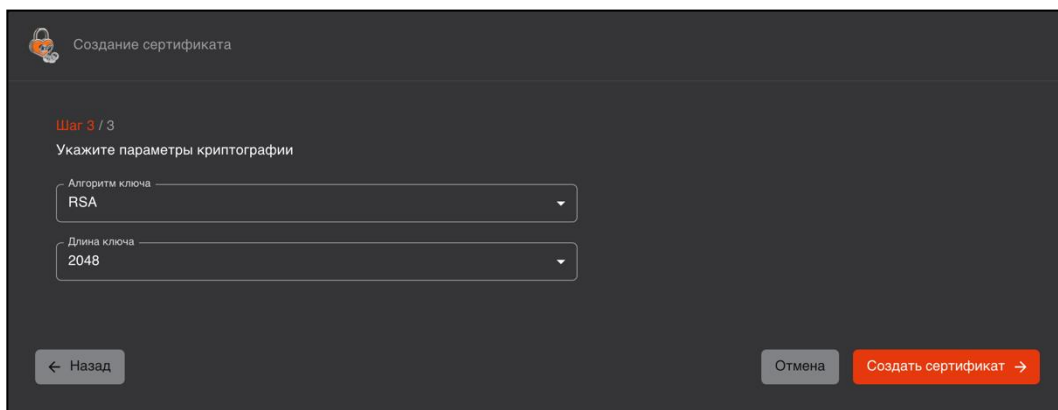 Создание сертификата
Шаг 3 / 3
Укажите параметры криптографии
Алгоритм ключа
RSA
Длина ключа
2048
← Назад
Отмена
Создать сертификат →